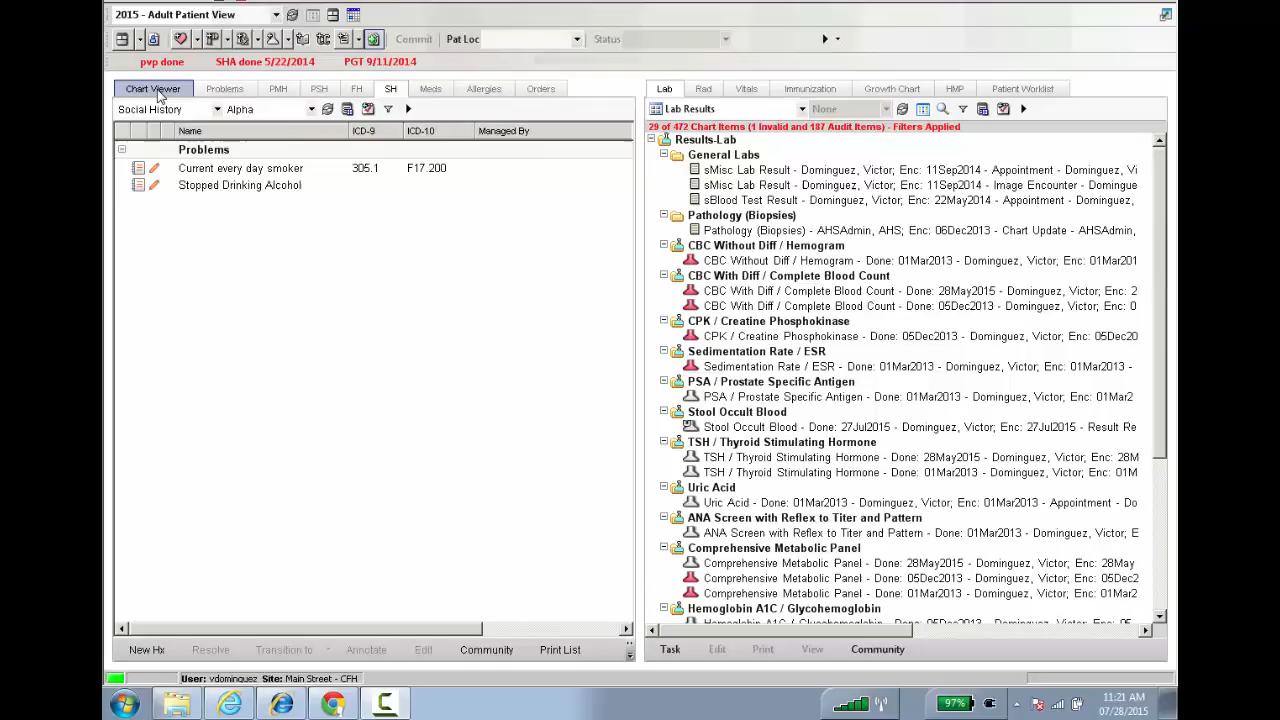 2015 - Adult Patient View
Commit Pat Loc Status
pvp done SHA done 5/22/2014 PGT 9/11/2014
Chart Viewer Problems PMH PSH FH SH Meds Allergies Orders
Social History Alpha
Name ICD-9 ICD-10 Managed By
Problems
Current every day smoker 305.1 F17.200
Stopped Drinking Alcohol
New Hx Resolve Transition to Annotate Edit Community Print List
Lab Rad Vitals Immunization Growth Chart HMP Patient Worklist
Lab Results None
29 of 472 Chart Items (1 Invalid and 187 Audit Items) - Filters Applied
Results-Lab
General Labs
sMisc Lab Result - Dominguez, Victor; Enc: 11Sep2014 - Appointment - Dominguez, Vi
sMisc Lab Result - Dominguez, Victor; Enc: 11Sep2014 - Image Encounter - Domingue
sBlood Test Result - Dominguez, Victor; Enc: 22May2014 - Appointment - Dominguez,
Pathology (Biopsies)
Pathology (Biopsies) - AHSAdmin, AHS; Enc: 06Dec2013 - Chart Update - AHSAdmin,
CBC Without Diff / Hemogram
CBC Without Diff / Hemogram - Done: 01Mar2013 - Dominguez, Victor; Enc: 01Mar201
CBC With Diff / Complete Blood Count
CBC With Diff / Complete Blood Count - Done: 28May2015 - Dominguez, Victor; Enc: 2
CBC With Diff / Complete Blood Count - Done: 05Dec2013 - Dominguez, Victor; Enc: 0
CPK / Creatine Phosphokinase
CPK / Creatine Phosphokinase - Done: 05Dec2013 - Dominguez, Victor; Enc: 05Dec20
Sedimentation Rate / ESR
Sedimentation Rate / ESR - Done: 01Mar2013 - Dominguez, Victor; Enc: 01Mar2013 -
PSA / Prostate Specific Antigen
PSA / Prostate Specific Antigen - Done: 01Mar2013 - Dominguez, Victor; Enc: 01Mar2
Stool Occult Blood
Stool Occult Blood - Done: 27Jul2015 - Dominguez, Victor; Enc: 27Jul2015 - Result Re
TSH / Thyroid Stimulating Hormone
TSH / Thyroid Stimulating Hormone - Done: 28May2015 - Dominguez, Victor; Enc: 28M
TSH / Thyroid Stimulating Hormone - Done: 01Mar2013 - Dominguez, Victor; Enc: 01M
Uric Acid
Uric Acid - Done: 01Mar2013 - Dominguez, Victor; Enc: 01Mar2013 - Appointment - Do
ANA Screen with Reflex to Titer and Pattern
ANA Screen with Reflex to Titer and Pattern - Done: 01Mar2013 - Dominguez, Victor; E
Comprehensive Metabolic Panel
Comprehensive Metabolic Panel - Done: 28May2015 - Dominguez, Victor; Enc: 28May
Comprehensive Metabolic Panel - Done: 05Dec2013 - Dominguez, Victor; Enc: 05Dec2
Comprehensive Metabolic Panel - Done: 01Mar2013 - Dominguez, Victor; Enc: 01Mar2
Hemoglobin A1C / Glycohemoglobin
Task Edit Print View Community
User: vdominguez Site: Main Street - CFH
97% 11:21 AM
07/28/2015